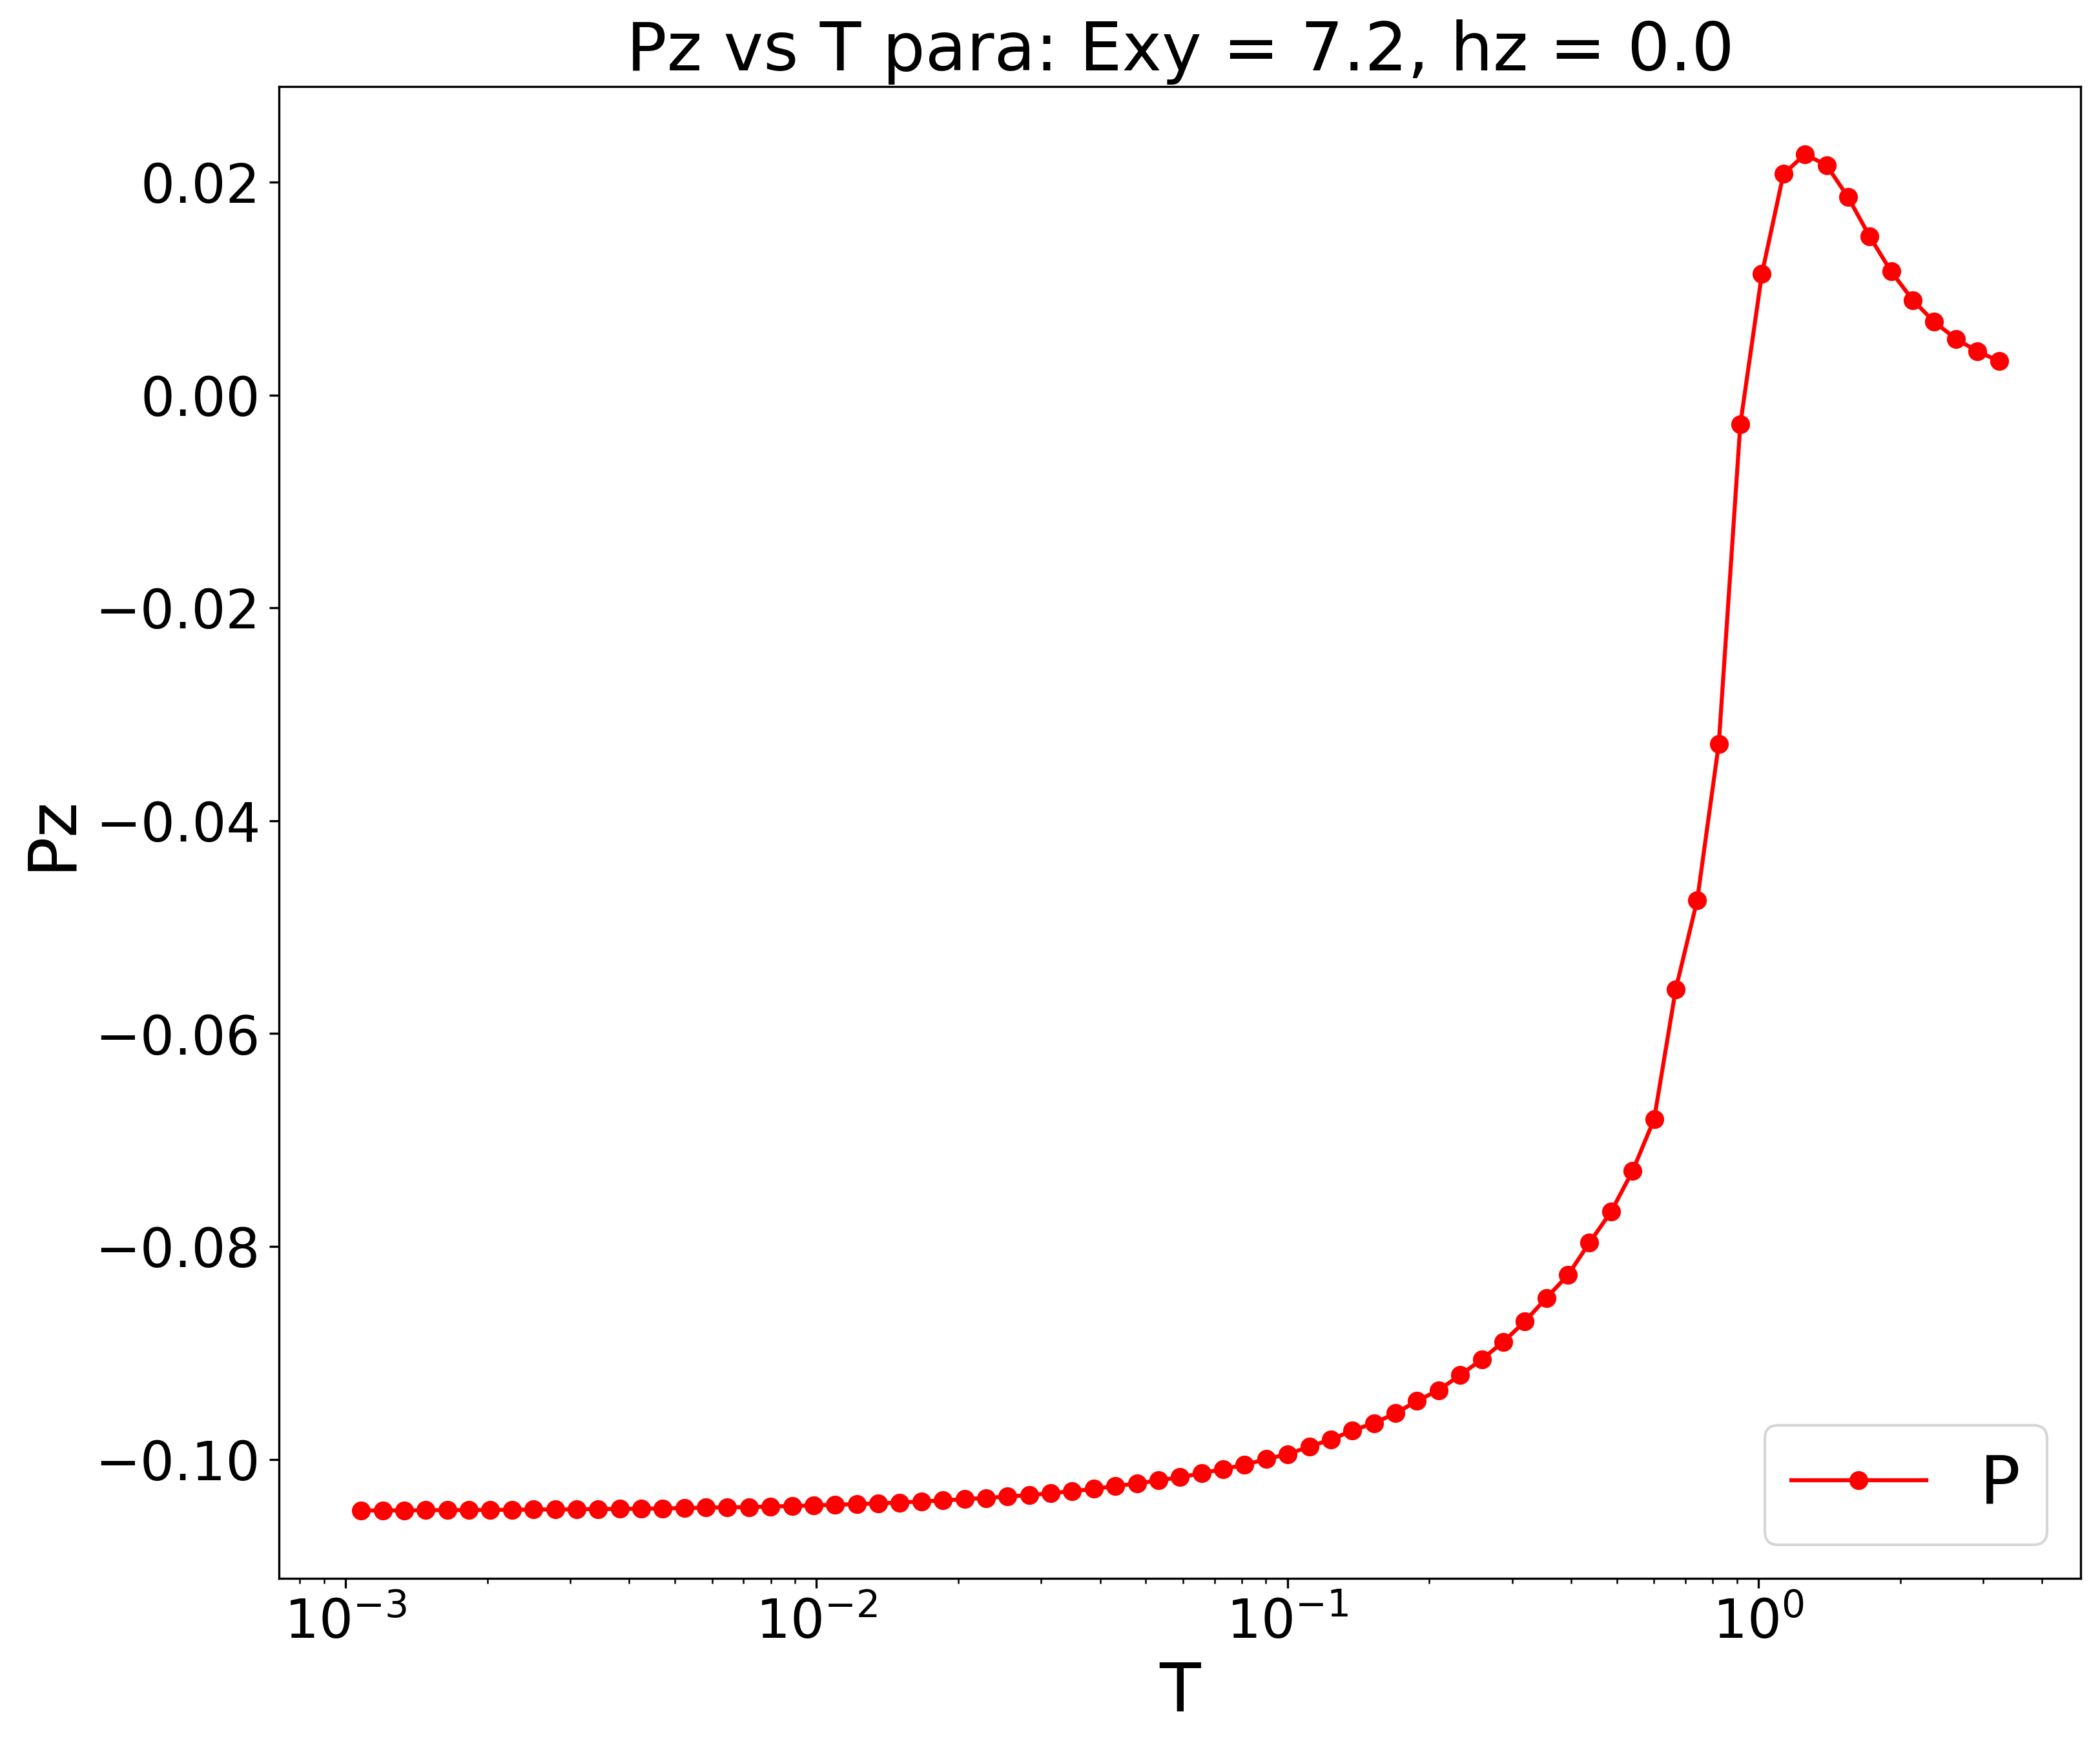 Pz vs T para: Exy = 7.2, hz = 0.0
0.02
0.00
−0.02
−0.04
−0.06
−0.08
−0.10
Pz
P
10⁻³ 10⁻² 10⁻¹ 10⁰
T